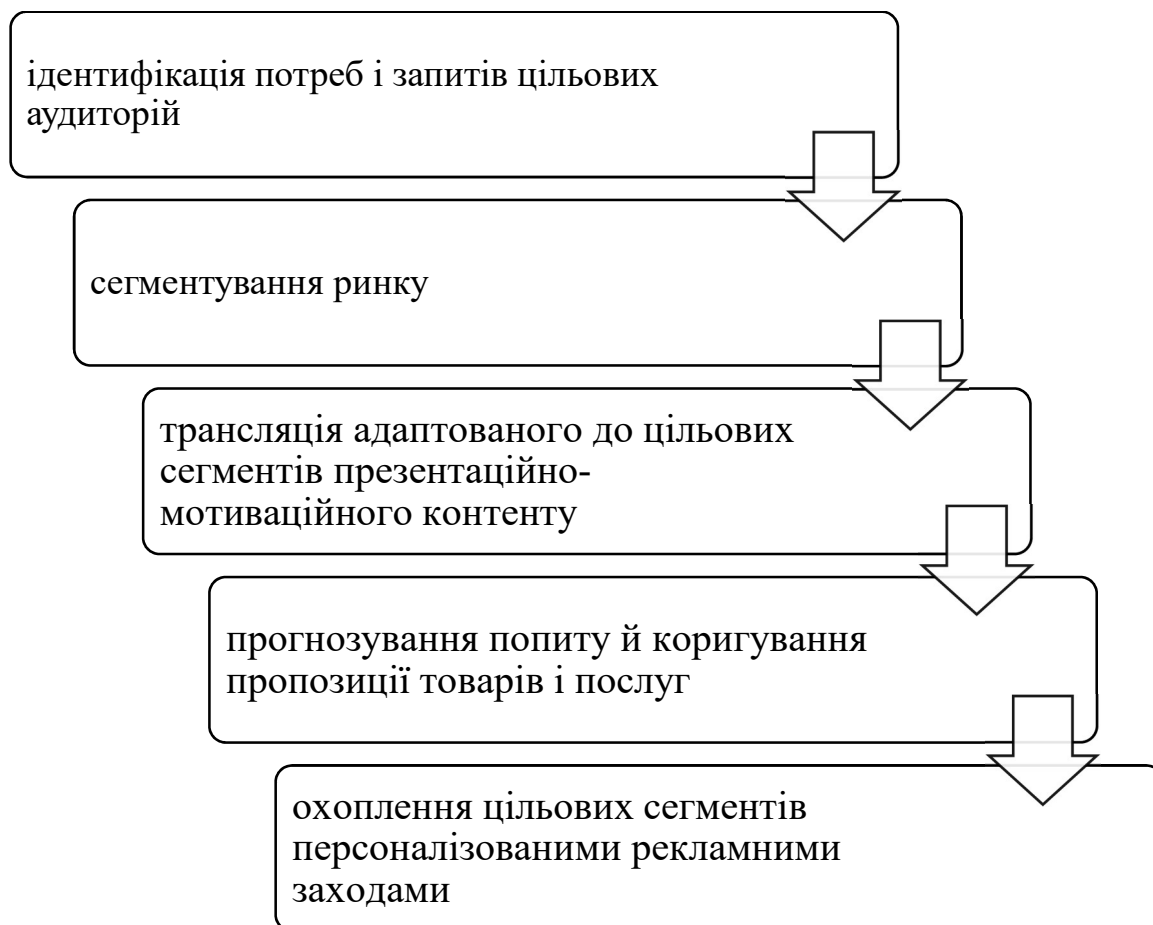 ідентифікація потреб і запитів цільових
аудиторій
сегментування ринку
трансляція адаптованого до цільових
сегментів презентаційно-
мотиваційного контенту
прогнозування попиту й коригування
пропозиції товарів і послуг
охоплення цільових сегментів
персоналізованими рекламними
заходами